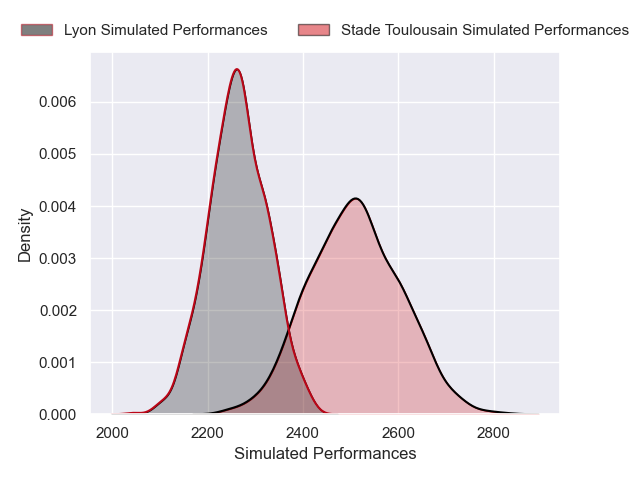 Lyon Simulated Performances
Stade Toulousain Simulated Performances
0.006
0.005
0.004
0.003
0.002
0.001
0.000
Density
2000 2200 2400 2600 2800
Simulated Performances